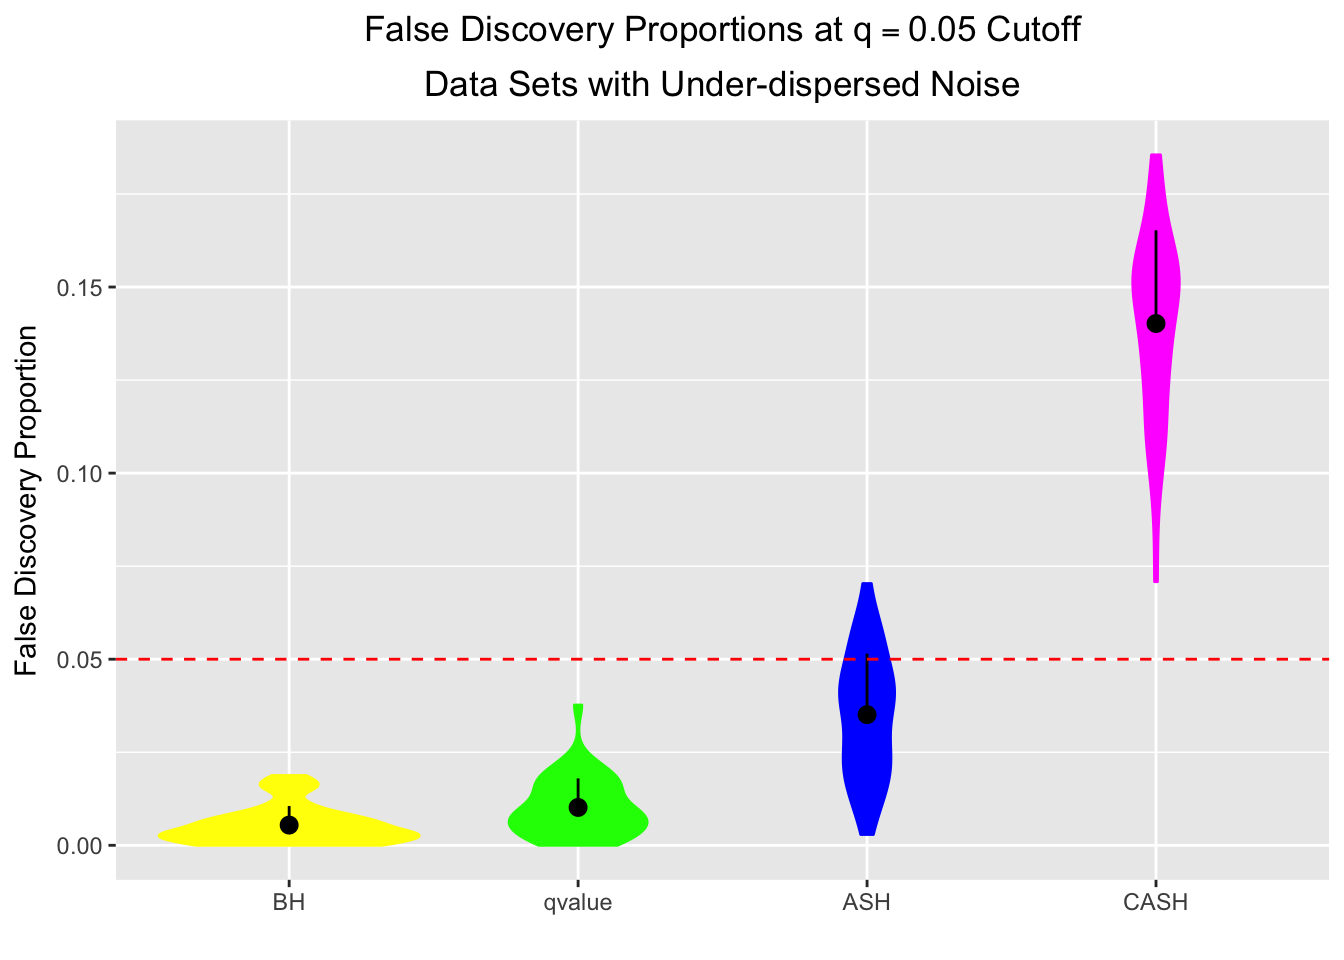 False Discovery Proportions at q = 0.05 Cutoff
Data Sets with Under-dispersed Noise
False Discovery Proportion
0.15
0.10
0.05
0.00
BH
qvalue
ASH
CASH